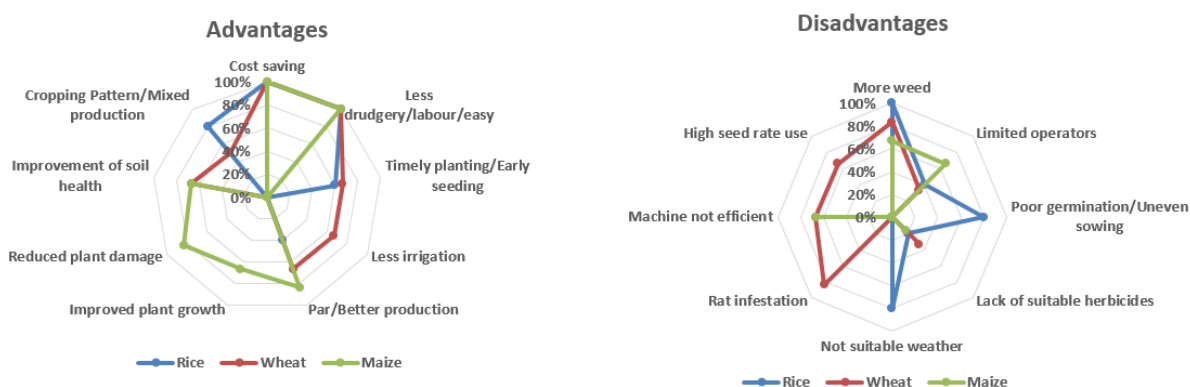 Advantages
Cost saving
100%
80%
60%
40%
20%
0%
Less
drudgery/labour/easy
Timely planting/Early
seeding
Less irrigation
Par/Better production
Improved plant growth
Reduced plant damage
Improvement of soil
health
Cropping Pattern/Mixed
production
Rice
Wheat
Maize
Disadvantages
More weed
100%
80%
60%
40%
20%
0%
Limited operators
Poor germination/Uneven
sowing
Lack of suitable herbicides
Not suitable weather
Rat infestation
Machine not efficient
High seed rate use
Rice
Wheat
Maize